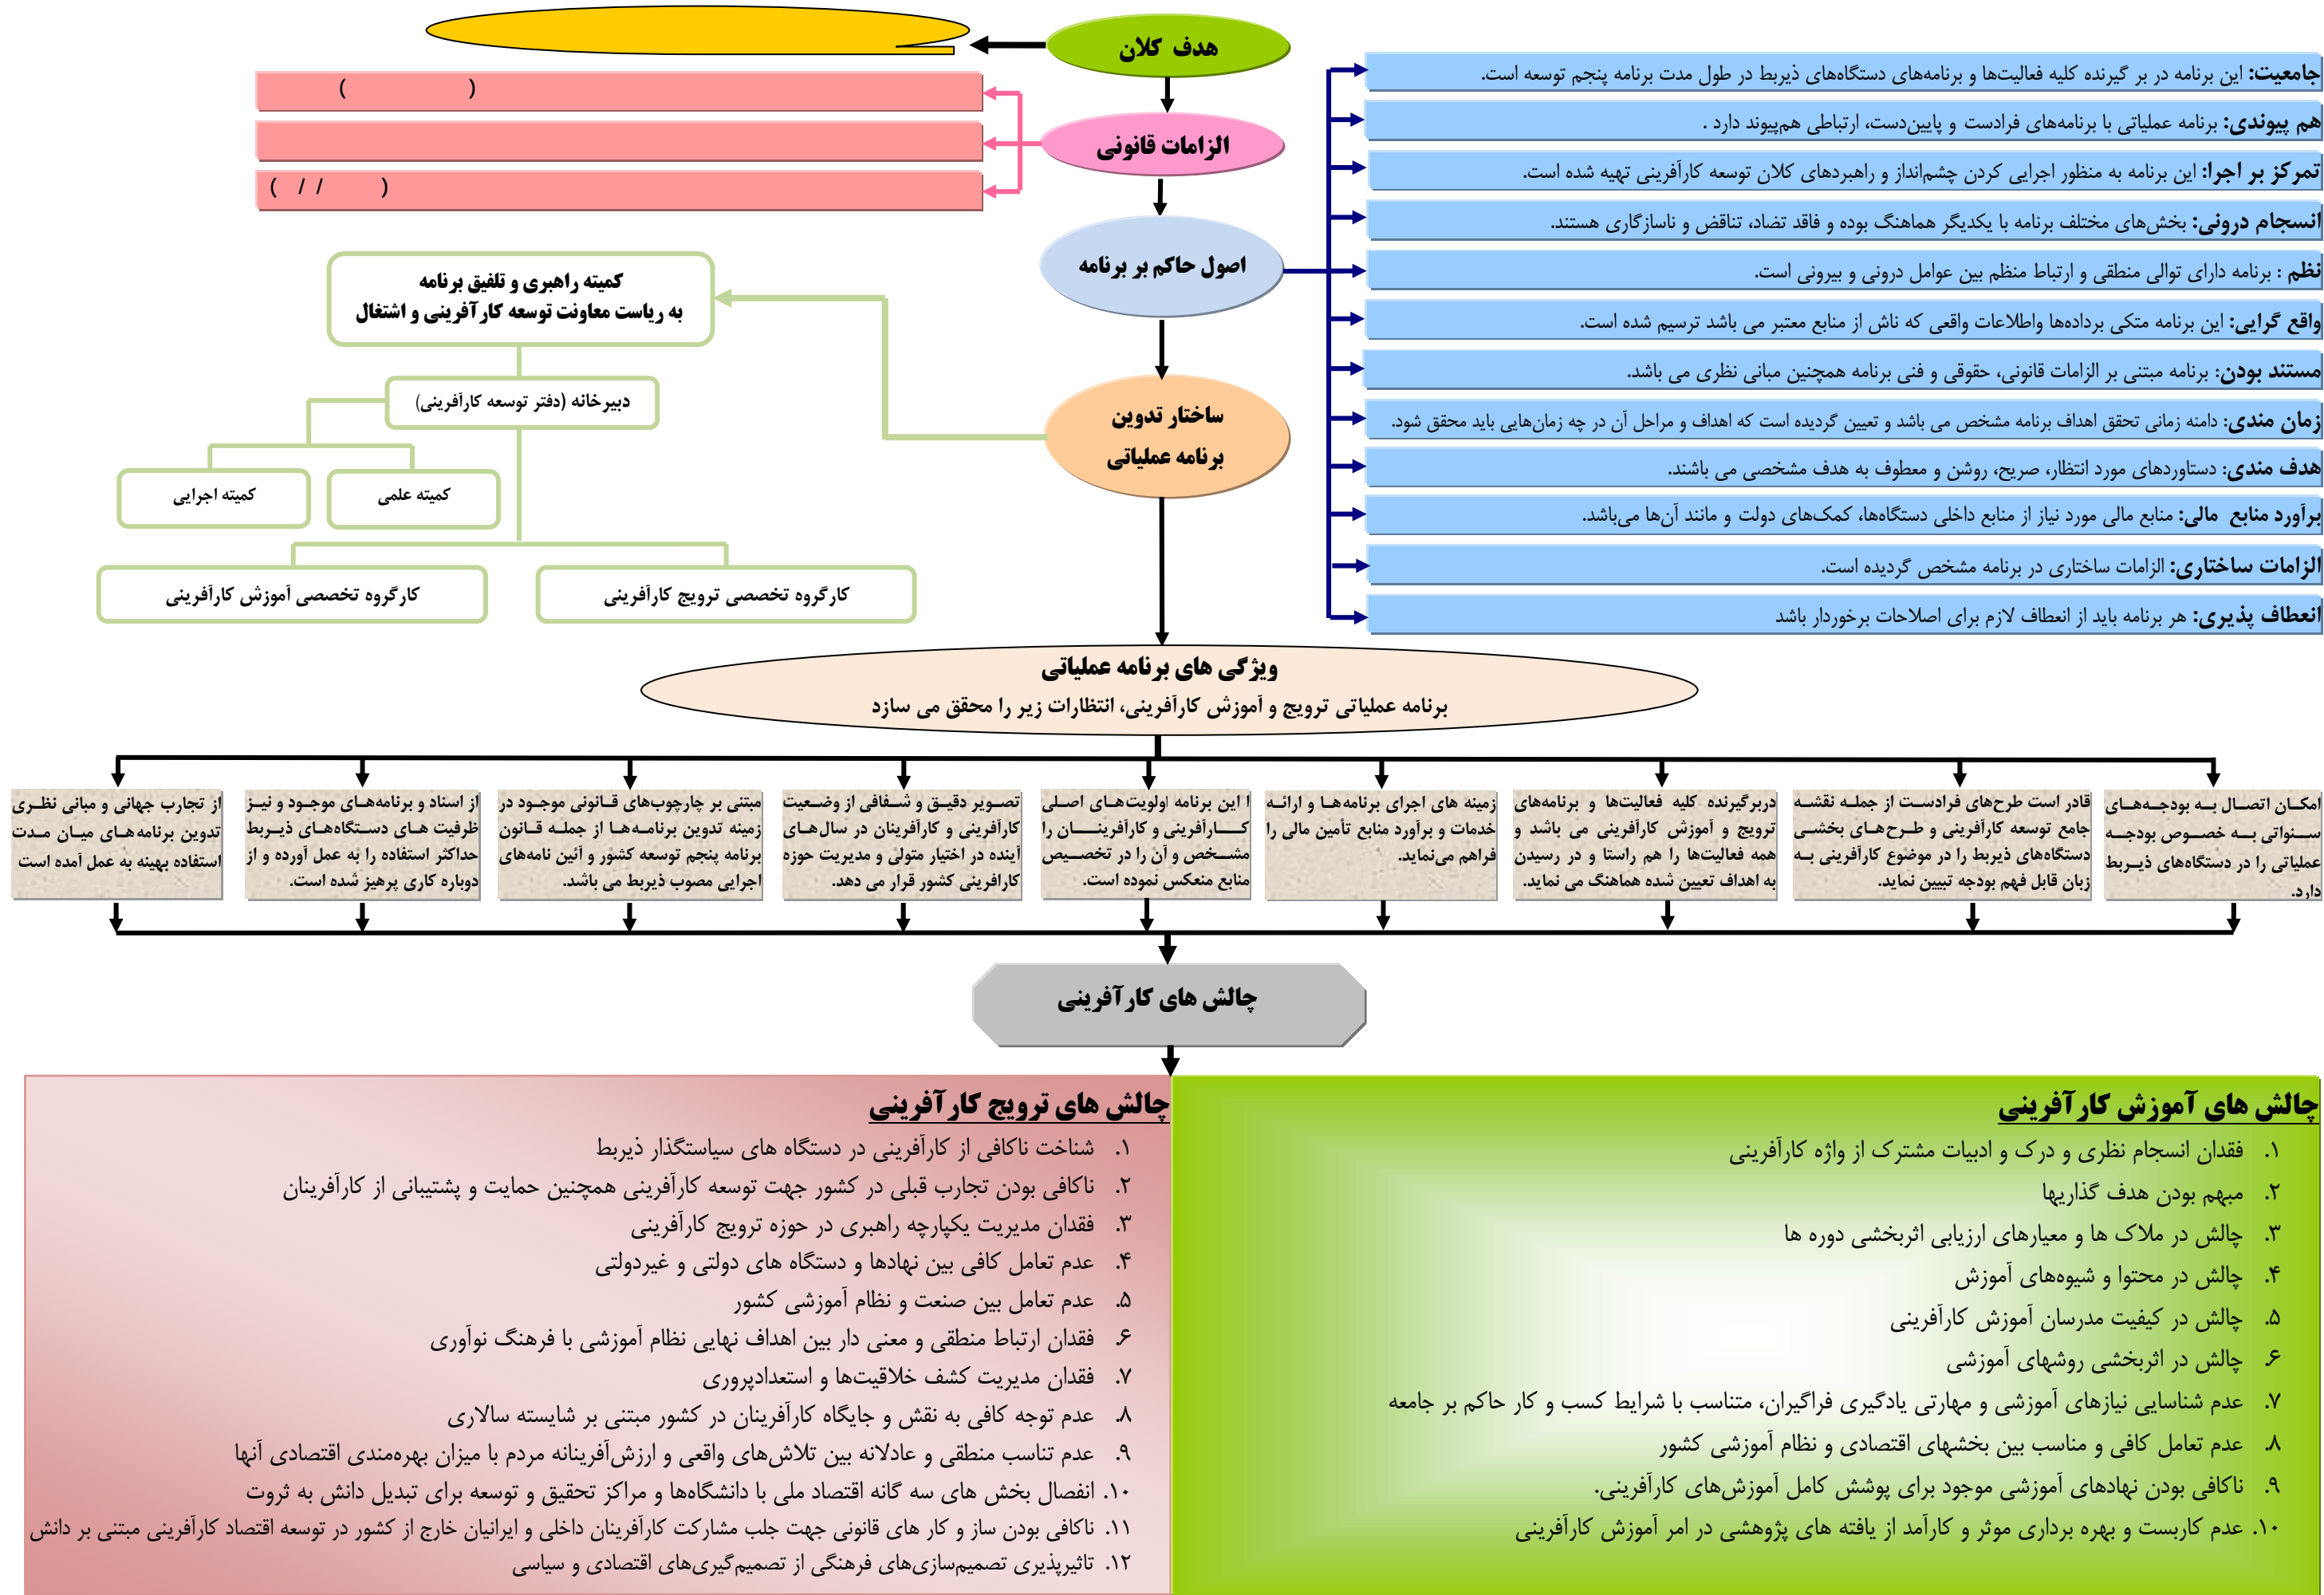 هدف کلان
الزامات قانونی
(            )
(    /  /  )
اصول حاکم بر برنامه
جامعیت: این برنامه در بر گیرنده کلیه فعالیت‌ها و برنامه‌های دستگاه‌های ذیربط در طول مدت برنامه پنجم توسعه است.
هم پیوندی: برنامه عملیاتی با برنامه‌های فرادست و پایین‌دست، ارتباطی هم‌پیوند دارد .
تمرکز بر اجرا: این برنامه به منظور اجرایی کردن چشم‌انداز و راهبردهای کلان توسعه کارآفرینی تهیه شده است.
انسجام درونی: بخش‌های مختلف برنامه با یکدیگر هماهنگ بوده و فاقد تضاد، تناقض و ناسازگاری هستند.
نظم : برنامه دارای توالی منطقی و ارتباط منظم بین عوامل درونی و بیرونی است.
واقع گرایی: این برنامه متکی برداده‌ها واطلاعات واقعی که ناش از منابع معتبر می باشد ترسیم شده است.
مستند بودن: برنامه مبتنی بر الزامات قانونی، حقوقی و فنی برنامه همچنین مبانی نظری می باشد.
زمان مندی: دامنه زمانی تحقق اهداف برنامه مشخص می باشد و تعیین گردیده است که اهداف و مراحل آن در چه زمان‌هایی باید محقق شود.
هدف مندی: دستاوردهای مورد انتظار، صریح، روشن و معطوف به هدف مشخصی می باشند.
برآورد منابع مالی: منابع مالی مورد نیاز از منابع داخلی دستگاه‌ها، کمک‌های دولت و مانند آن‌ها می‌باشد.
الزامات ساختاری: الزامات ساختاری در برنامه مشخص گردیده است.
انعطاف پذیری: هر برنامه باید از انعطاف لازم برای اصلاحات برخوردار باشد
ساختار تدوین
برنامه عملیاتی
کمیته راهبری و تلفیق برنامه
به ریاست معاونت توسعه کارآفرینی و اشتغال
دبیرخانه (دفتر توسعه کارآفرینی)
کمیته علمی
کمیته اجرایی
کارگروه تخصصی ترویج کارآفرینی
کارگروه تخصصی آموزش کارآفرینی
ویژگی های برنامه عملیاتی
برنامه عملیاتی ترویج و آموزش کارآفرینی، انتظارات زیر را محقق می سازد
امکان اتصال به بودجه‌های
سنواتی به خصوص بودجه
عملیاتی را در دستگاه‌های ذیربط
دارد.
قادر است طرح‌های فرادست از جمله نقشه
جامع توسعه کارآفرینی و طرح‌های بخشی
دستگاه‌های ذیربط را در موضوع کارآفرینی به
زبان قابل فهم بودجه تبیین نماید.
دربرگیرنده کلیه فعالیت‌ها و برنامه‌های
ترویج و آموزش کارآفرینی می باشد و
همه فعالیت‌ها را هم راستا و در رسیدن
به اهداف تعیین شده هماهنگ می نماید.
زمینه های اجرای برنامه‌ها و ارائه
خدمات و برآورد منابع تأمین مالی را
فراهم می‌نماید.
ا این برنامه اولویت‌های اصلی
کارآفرینی و کارآفرینان را
مشخص و آن را در تخصیص
منابع منعکس نموده است.
تصویر دقیق و شفافی از وضعیت
کارآفرینی و کارآفرینان در سال‌های
آینده در اختیار متولی و مدیریت حوزه
کارافرینی کشور قرار می دهد.
مبتنی بر چارچوب‌های قانونی موجود در
زمینه تدوین برنامه‌ها از جمله قانون
برنامه پنجم توسعه کشور و آئین نامه‌های
اجرایی مصوب ذیربط می باشد.
از اسناد و برنامه‌های موجود و نیز
ظرفیت های دستگاه‌های ذیربط
حداکثر استفاده را به عمل آورده و از
دوباره کاری پرهیز شده است.
از تجارب جهانی و مبانی نظری
تدوین برنامه‌های میان مدت
استفاده بهینه به عمل آمده است
چالش های کارآفرینی
چالش های آموزش کارآفرینی
۱. فقدان انسجام نظری و درک و ادبیات مشترک از واژه کارآفرینی
۲. مبهم بودن هدف گذاریها
۳. چالش در ملاک ها و معیارهای ارزیابی اثربخشی دوره ها
۴. چالش در محتوا و شیوه‌های آموزش
۵. چالش در کیفیت مدرسان آموزش کارآفرینی
۶. چالش در اثربخشی روشهای آموزشی
۷. عدم شناسایی نیازهای آموزشی و مهارتی یادگیری فراگیران، متناسب با شرایط کسب و کار حاکم بر جامعه
۸. عدم تعامل کافی و مناسب بین بخشهای اقتصادی و نظام آموزشی کشور
۹. ناکافی بودن نهادهای آموزشی موجود برای پوشش کامل آموزش‌های کارآفرینی.
۱۰. عدم کاربست و بهره برداری موثر و کارآمد از یافته های پژوهشی در امر آموزش کارآفرینی
چالش های ترویج کارآفرینی
۱. شناخت ناکافی از کارآفرینی در دستگاه های سیاستگذار ذیربط
۲. ناکافی بودن تجارب قبلی در کشور جهت توسعه کارآفرینی همچنین حمایت و پشتیبانی از کارآفرینان
۳. فقدان مدیریت یکپارچه راهبری در حوزه ترویج کارآفرینی
۴. عدم تعامل کافی بین نهادها و دستگاه های دولتی و غیردولتی
۵. عدم تعامل بین صنعت و نظام آموزشی کشور
۶. فقدان ارتباط منطقی و معنی دار بین اهداف نهایی نظام آموزشی با فرهنگ نوآوری
۷. فقدان مدیریت کشف خلاقیت‌ها و استعدادپروری
۸. عدم توجه کافی به نقش و جایگاه کارآفرینان در کشور مبتنی بر شایسته سالاری
۹. عدم تناسب منطقی و عادلانه بین تلاش‌های واقعی و ارزش‌آفرینانه مردم با میزان بهره‌مندی اقتصادی آنها
۱۰. انفصال بخش های سه گانه اقتصاد ملی با دانشگاه‌ها و مراکز تحقیق و توسعه برای تبدیل دانش به ثروت
۱۱. ناکافی بودن ساز و کار های قانونی جهت جلب مشارکت کارآفرینان داخلی و ایرانیان خارج از کشور در توسعه اقتصاد کارآفرینی مبتنی بر دانش
۱۲. تاثیرپذیری تصمیم‌سازی‌های فرهنگی از تصمیم‌گیری‌های اقتصادی و سیاسی